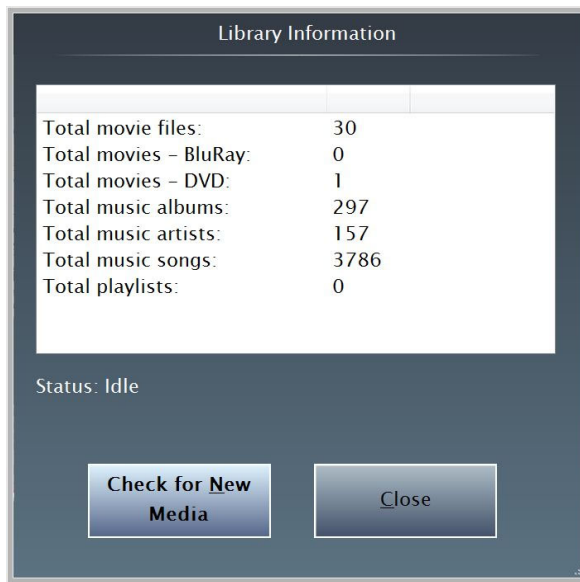 Library Information
Total movie files: 30
Total movies – BluRay: 0
Total movies – DVD: 1
Total music albums: 297
Total music artists: 157
Total music songs: 3786
Total playlists: 0
Status: Idle
Check for New
Media
Close